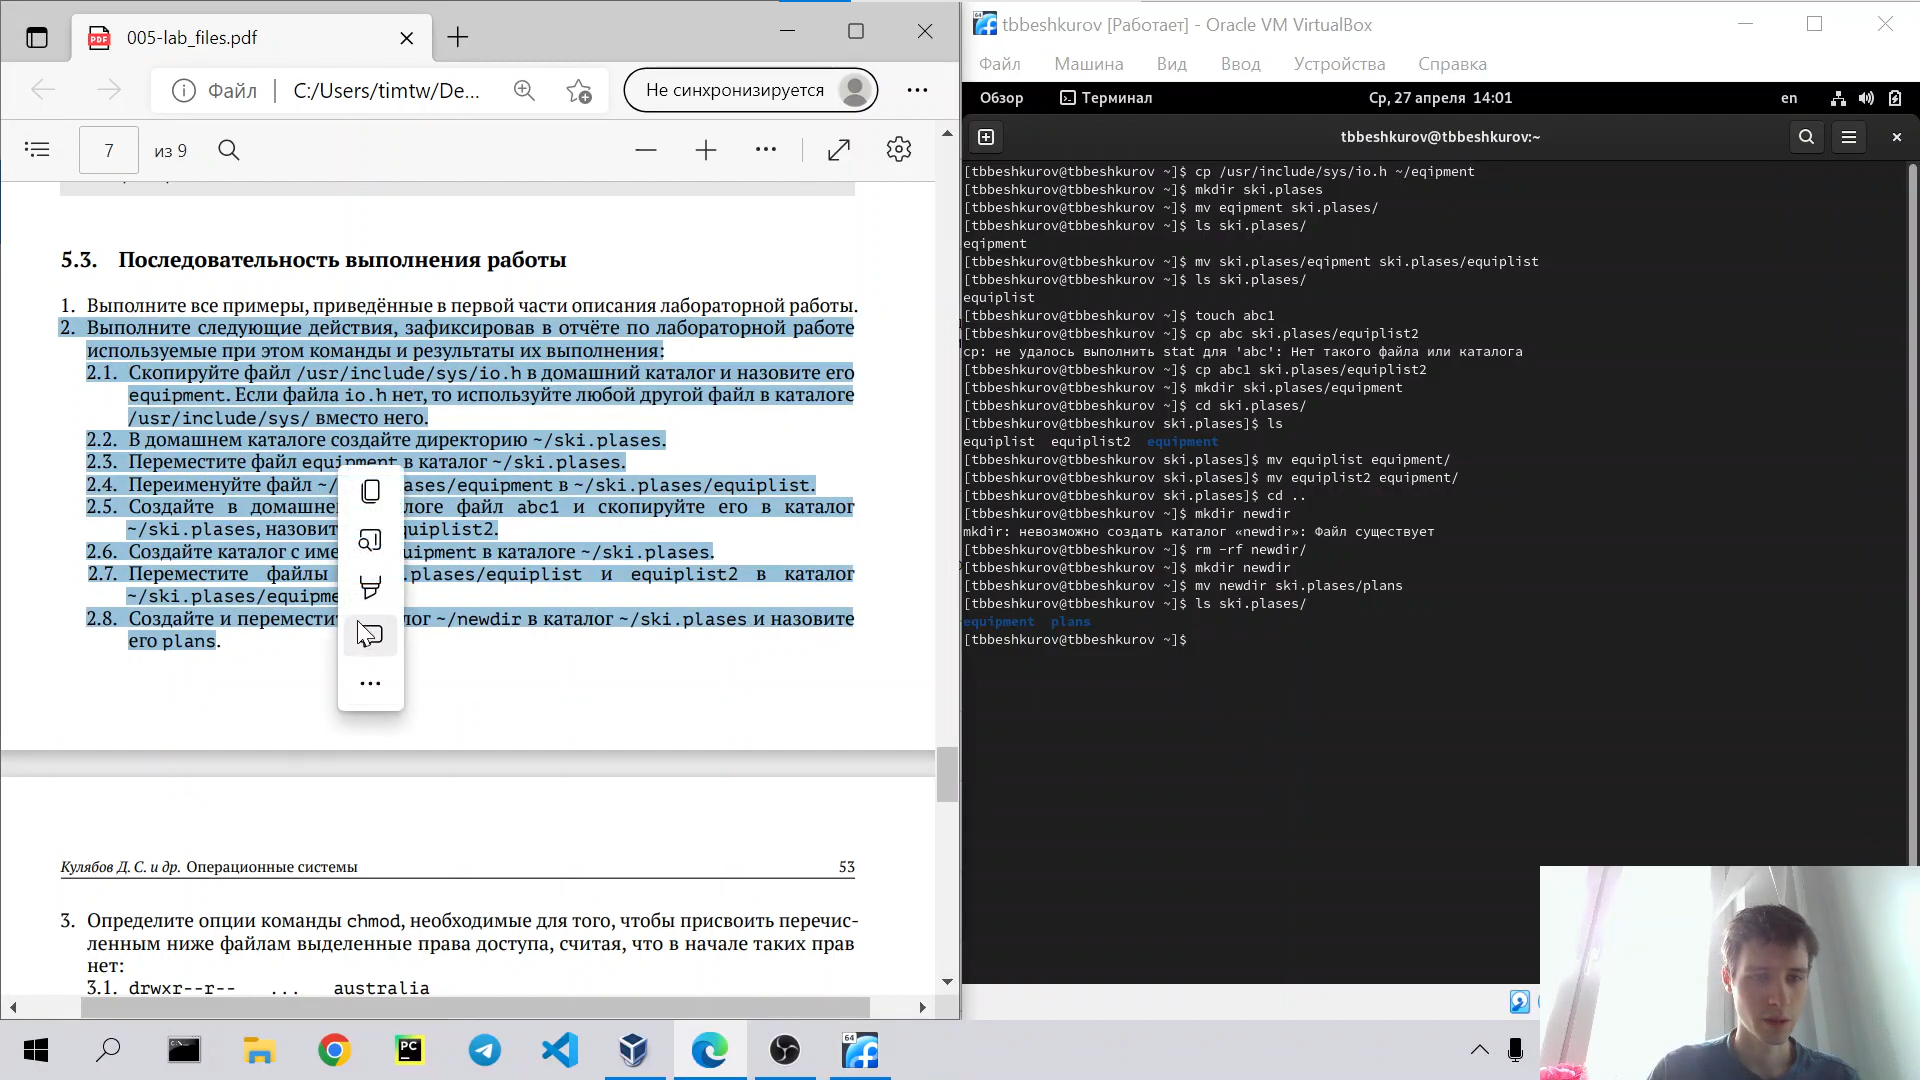 005-lab_files.pdf
Файл
C:/Users/timtw/De...
Не синхронизируется
7
из 9
5.3. Последовательность выполнения работы
1. Выполните все примеры, приведённые в первой части описания лабораторной работы.
2. Выполните следующие действия, зафиксировав в отчёте по лабораторной работе
используемые при этом команды и результаты их выполнения:
2.1. Скопируйте файл /usr/include/sys/io.h в домашний каталог и назовите его
equipment. Если файла io.h нет, то используйте любой другой файл в каталоге
/usr/include/sys/ вместо него.
2.2. В домашнем каталоге создайте директорию ~/ski.plases.
2.3. Переместите файл equipment в каталог ~/ski.plases.
2.4. Переименуйте файл ~/ ases/equipment в ~/ski.plases/equiplist.
2.5. Создайте в домашнем логе файл abc1 и скопируйте его в каталог
~/ski.plases, назовит quiplist2.
2.6. Создайте каталог с име uipment в каталоге ~/ski.plases.
2.7. Переместите файлы .plases/equiplist и equiplist2 в каталог
~/ski.plases/equipme
2.8. Создайте и переместит лог ~/newdir в каталог ~/ski.plases и назовите
его plans.
Кулябов Д. С. и др. Операционные системы 53
3. Определите опции команды chmod, необходимые для того, чтобы присвоить перечис-
ленным ниже файлам выделенные права доступа, считая, что в начале таких прав
нет:
3.1. drwxr--r-- ... australia
tbbeshkurov [Работает] - Oracle VM VirtualBox
Файл Машина Вид Ввод Устройства Справка
Обзор Терминал Ср, 27 апреля 14:01 en
tbbeshkurov@tbbeshkurov:~
[tbbeshkurov@tbbeshkurov ~]$ cp /usr/include/sys/io.h ~/eqipment
[tbbeshkurov@tbbeshkurov ~]$ mkdir ski.plases
[tbbeshkurov@tbbeshkurov ~]$ mv eqipment ski.plases/
[tbbeshkurov@tbbeshkurov ~]$ ls ski.plases/
eqipment
[tbbeshkurov@tbbeshkurov ~]$ mv ski.plases/eqipment ski.plases/equiplist
[tbbeshkurov@tbbeshkurov ~]$ ls ski.plases/
equiplist
[tbbeshkurov@tbbeshkurov ~]$ touch abc1
[tbbeshkurov@tbbeshkurov ~]$ cp abc ski.plases/equiplist2
cp: не удалось выполнить stat для 'abc': Нет такого файла или каталога
[tbbeshkurov@tbbeshkurov ~]$ cp abc1 ski.plases/equiplist2
[tbbeshkurov@tbbeshkurov ~]$ mkdir ski.plases/equipment
[tbbeshkurov@tbbeshkurov ~]$ cd ski.plases/
[tbbeshkurov@tbbeshkurov ski.plases]$ ls
equiplist equiplist2 equipment
[tbbeshkurov@tbbeshkurov ski.plases]$ mv equiplist equipment/
[tbbeshkurov@tbbeshkurov ski.plases]$ mv equiplist2 equipment/
[tbbeshkurov@tbbeshkurov ski.plases]$ cd ..
[tbbeshkurov@tbbeshkurov ~]$ mkdir newdir
mkdir: невозможно создать каталог «newdir»: Файл существует
[tbbeshkurov@tbbeshkurov ~]$ rm -rf newdir/
[tbbeshkurov@tbbeshkurov ~]$ mkdir newdir
[tbbeshkurov@tbbeshkurov ~]$ mv newdir ski.plases/plans
[tbbeshkurov@tbbeshkurov ~]$ ls ski.plases/
equipment plans
[tbbeshkurov@tbbeshkurov ~]$